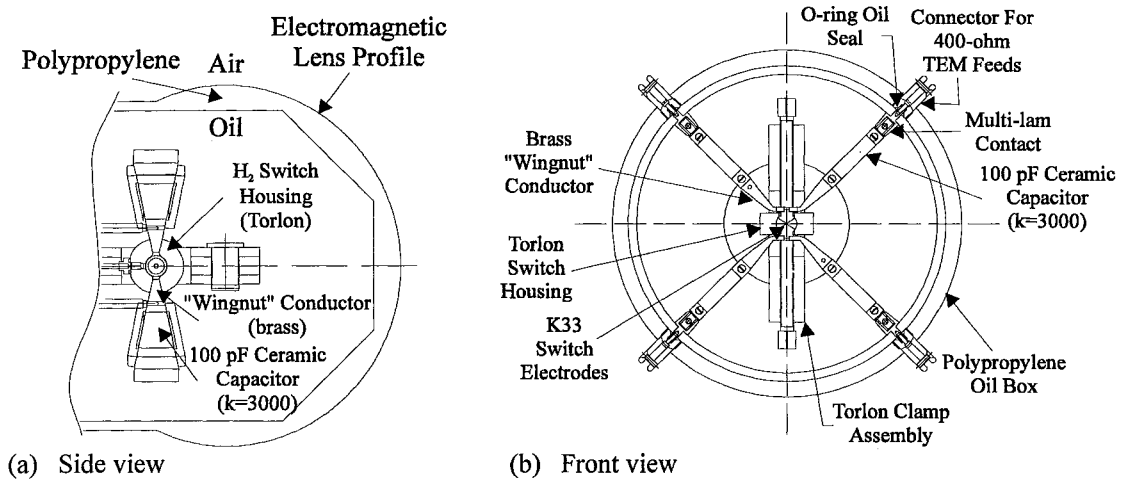 Electromagnetic
Lens Profile
Polypropylene
Air
Oil
H₂ Switch
Housing
(Torlon)
"Wingnut" Conductor
(brass)
100 pF Ceramic
Capacitor
(k=3000)
(a) Side view
O-ring Oil
Seal
Connector For
400-ohm
TEM Feeds
Brass
"Wingnut"
Conductor
Multi-lam
Contact
100 pF Ceramic
Capacitor
(k=3000)
Torlon
Switch
Housing
K33
Switch
Electrodes
Polypropylene
Oil Box
Torlon Clamp
Assembly
(b) Front view